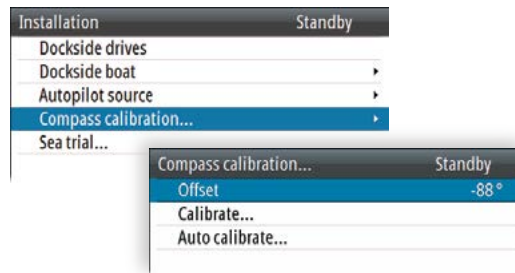 Installation Standby
Dockside drives
Dockside boat
Autopilot source
Compass calibration...
Sea trial...
Compass calibration... Standby
Offset -88°
Calibrate...
Auto calibrate...